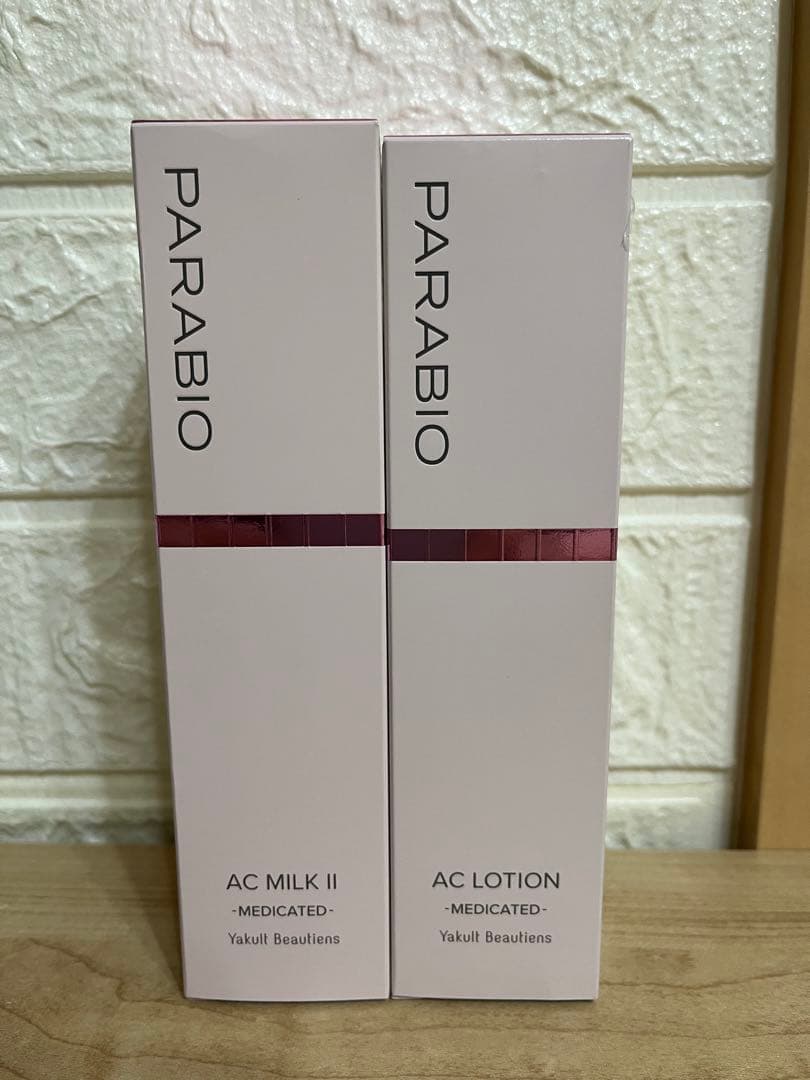 PARABIO
AC MILK II
-MEDICATED-
Yakult Beautiens
PARABIO
AC LOTION
-MEDICATED-
Yakult Beautiens